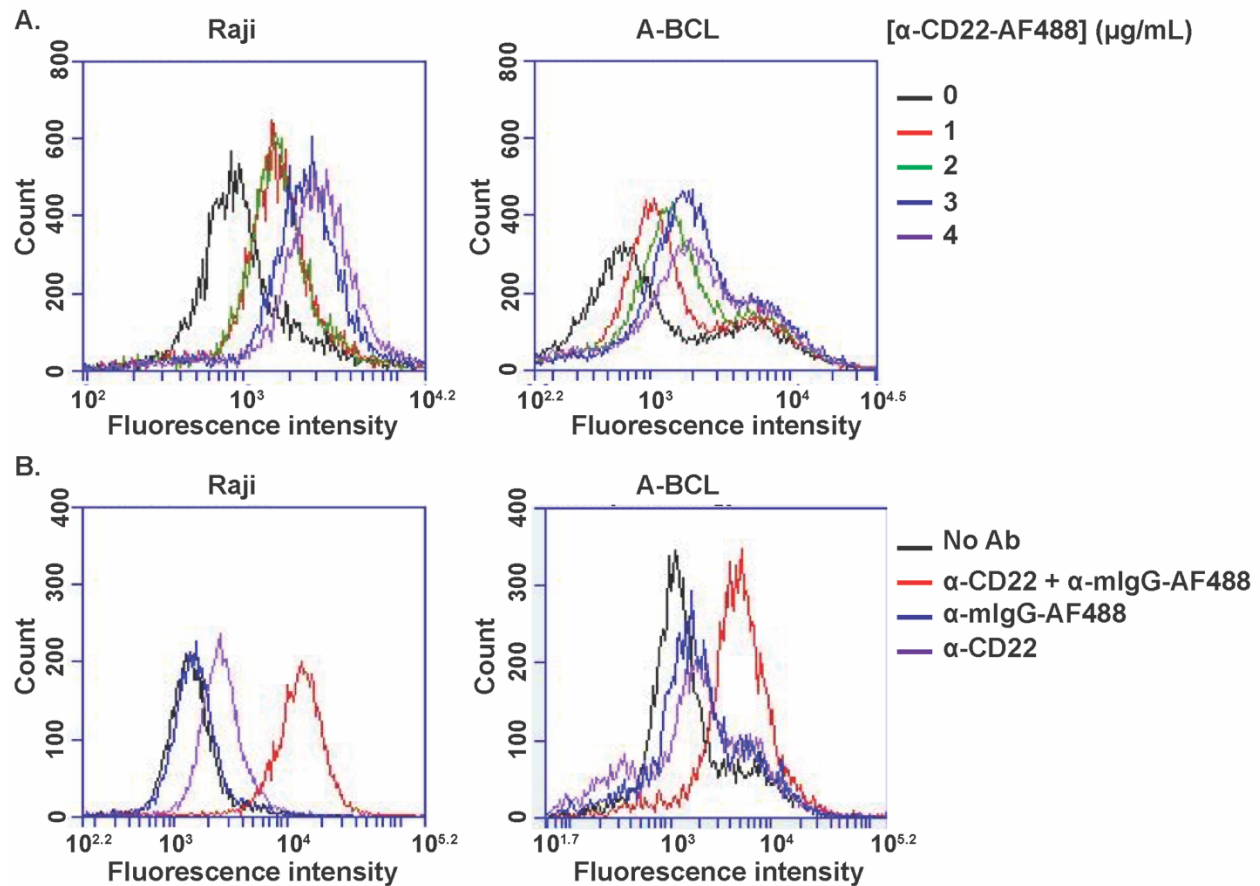 A.
Raji
A-BCL
[α-CD22-AF488] (µg/mL)
800
600
400
200
0
Count
10^2
10^3
10^4.2
Fluorescence intensity
800
600
400
200
0
Count
10^2.2
10^3
10^4
10^4.5
Fluorescence intensity
0
1
2
3
4
B.
Raji
A-BCL
400
300
200
100
0
Count
10^2.2
10^3
10^4
10^5.2
Fluorescence intensity
400
300
200
100
0
Count
10^1.7
10^3
10^4
10^5.2
Fluorescence intensity
No Ab
α-CD22 + α-mIgG-AF488
α-mIgG-AF488
α-CD22